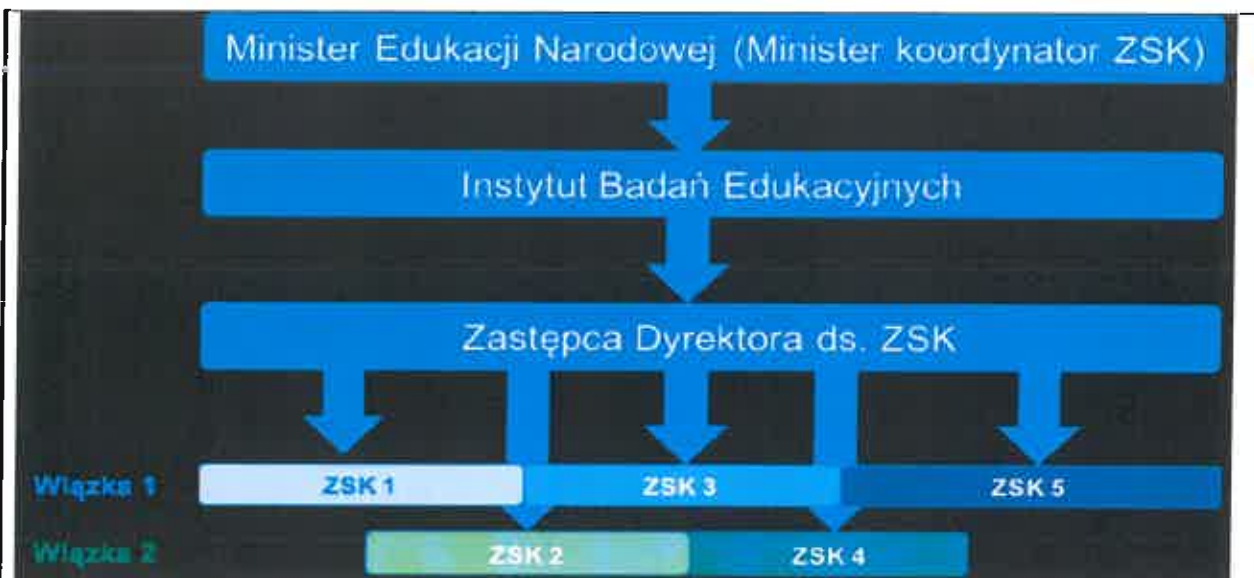 Minister Edukacji Narodowej (Minister koordynator ZSK)
Instytut Badań Edukacyjnych
Zastępca Dyrektora ds. ZSK
Wiązka 1 ZSK 1 ZSK 3 ZSK 5
Wiązka 2 ZSK 2 ZSK 4